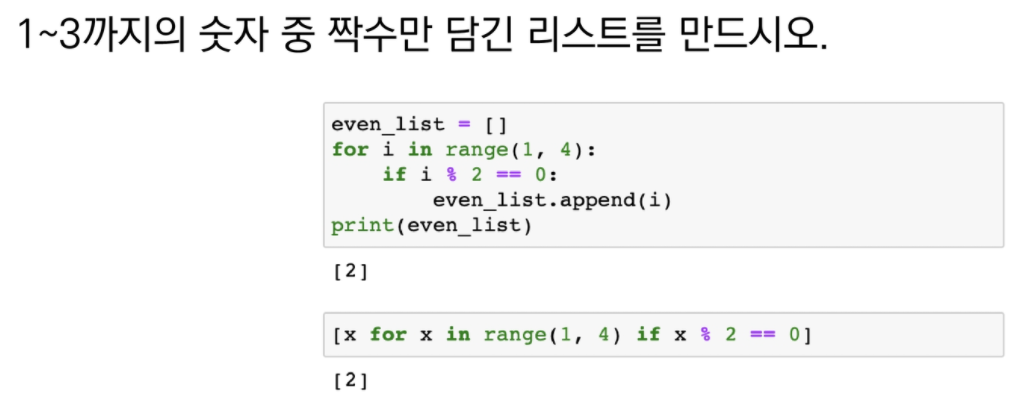 1~3까지의 숫자 중 짝수만 담긴 리스트를 만드시오.
even_list = []
for i in range(1, 4):
    if i % 2 == 0:
        even_list.append(i)
print(even_list)
[2]
[x for x in range(1, 4) if x % 2 == 0]
[2]